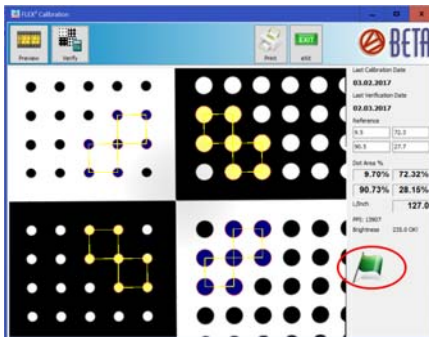 FLEX³ Calibration
Preview
Verify
Print
EXIT
eXit
BETA
Last Calibration Date
03.02.2017
Last Verification Date
02.03.2017
Reference
9.5 72.3
90.5 27.7
Dot Area %
9.70% 72.32%
90.73% 28.15%
L/Inch 127.0
PPI: 13907
Brightness 235.0 OK!